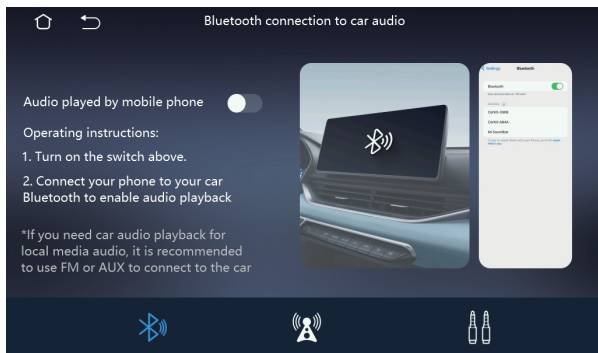 Bluetooth connection to car audio
Audio played by mobile phone
Operating instructions:
1. Turn on the switch above.
2. Connect your phone to your car
Bluetooth to enable audio playback
*If you need car audio playback for
local media audio, it is recommended
to use FM or AUX to connect to the car
Settings
Bluetooth
Bluetooth
Mi Soundbar